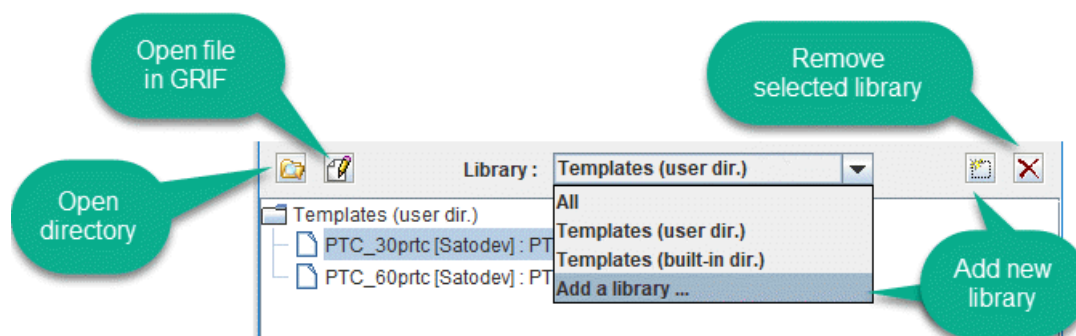 Open file
in GRIF
Remove
selected library
Open
directory
Library : Templates (user dir.)
All
Templates (user dir.)
Templates (built-in dir.)
Add a library ...
Templates (user dir.)
PTC_30prtc [Satodev] : PT
PTC_60prtc [Satodev] : PT
Add new
library